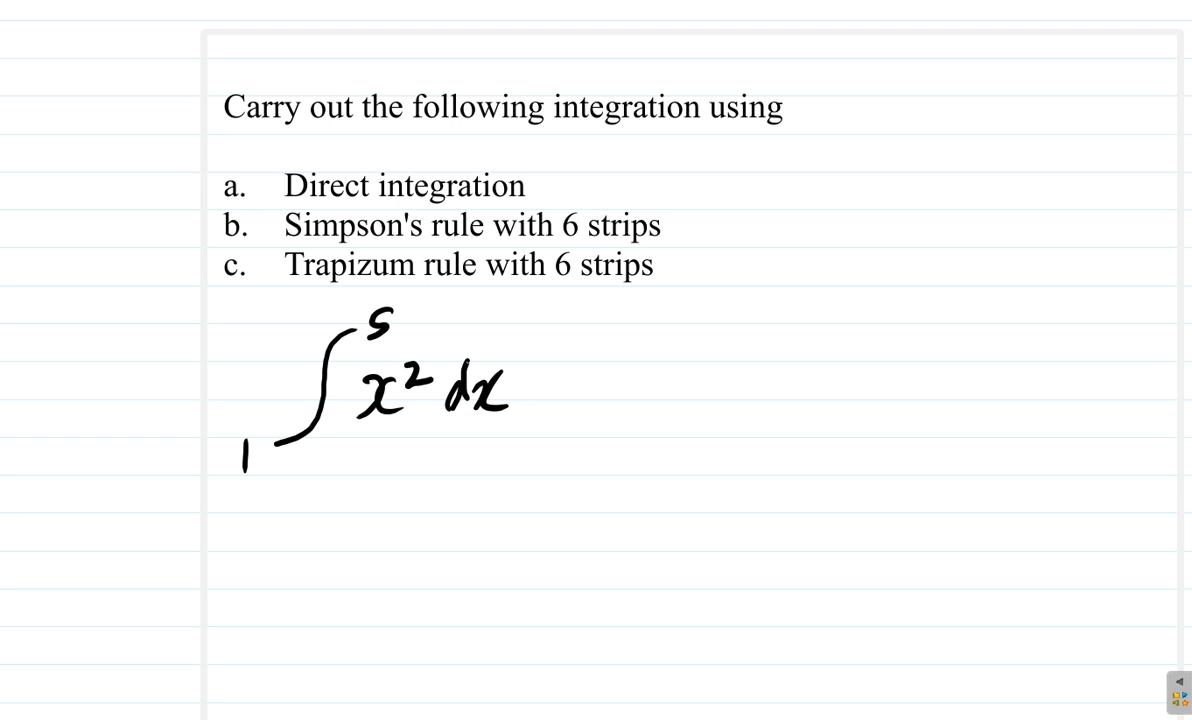 Carry out the following integration using
a. Direct integration
b. Simpson's rule with 6 strips
c. Trapizum rule with 6 strips
5
∫ x² dx
1